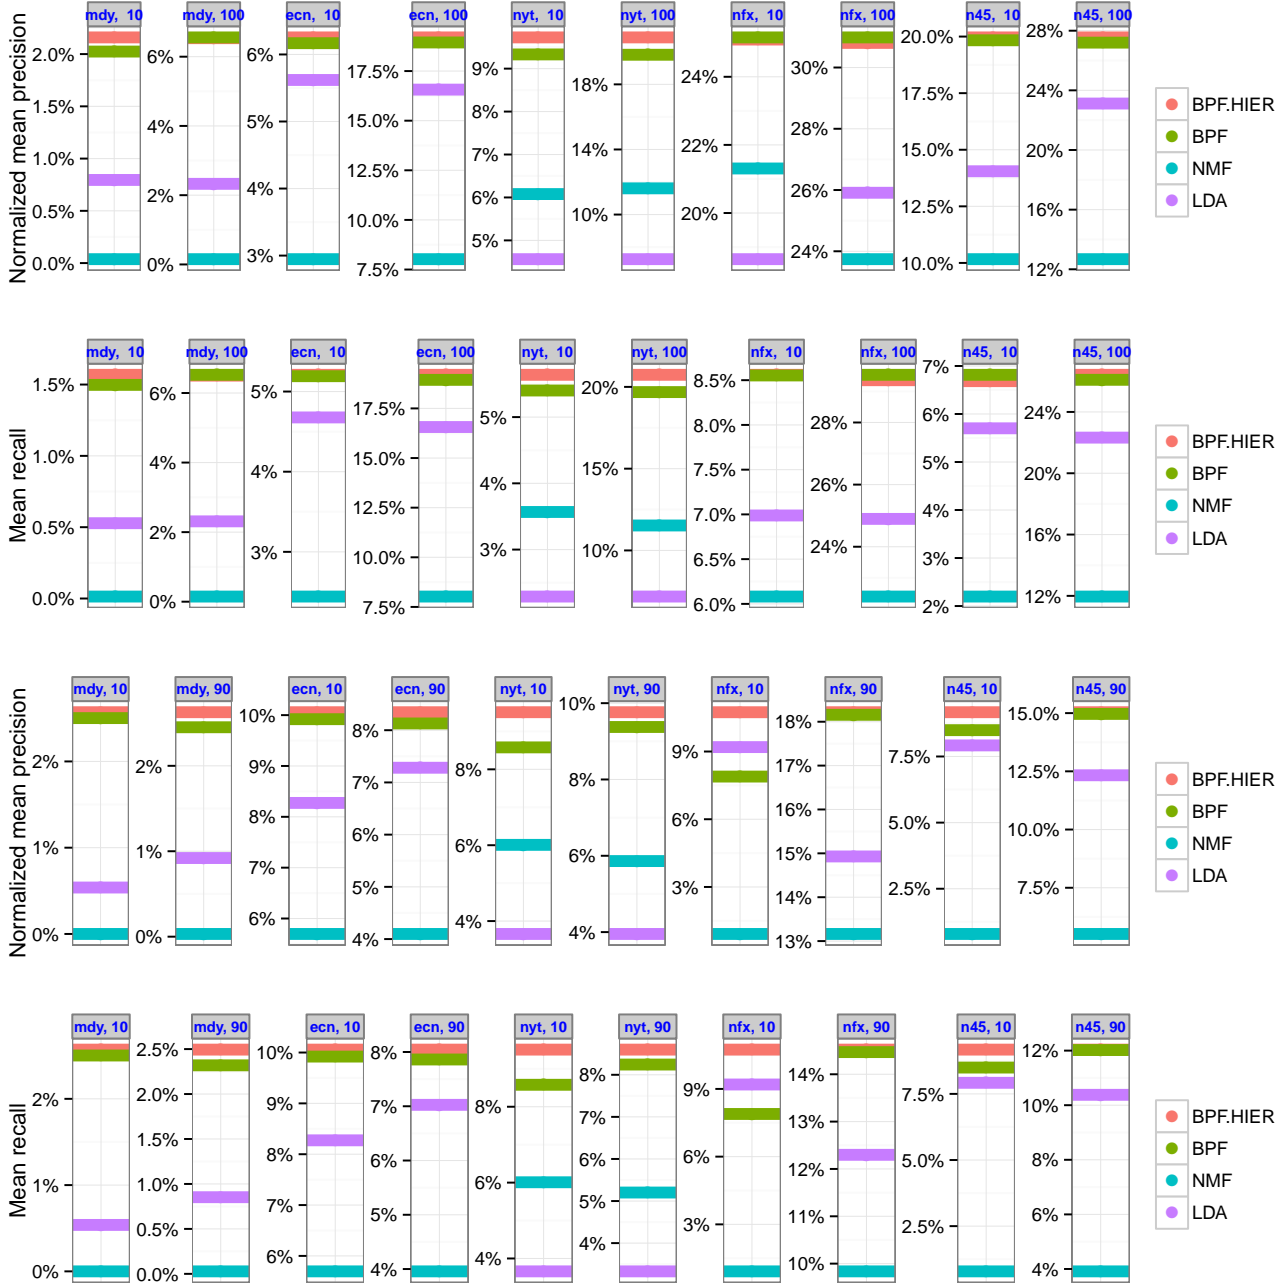 mdy, 10 mdy, 100 ecn, 10 ecn, 100 nyt, 10 nyt, 100 nfx, 10 nfx, 100 n45, 10 n45, 100
Normalized mean precision
2.0% 1.5% 1.0% 0.5% 0.0%
6% 4% 2% 0%
6% 5% 4% 3%
17.5% 15.0% 12.5% 10.0% 7.5%
9% 8% 7% 6% 5%
18% 14% 10%
24% 22% 20%
30% 28% 26% 24%
20.0% 17.5% 15.0% 12.5% 10.0%
28% 24% 20% 16% 12%
BPF.HIER
BPF
NMF
LDA
mdy, 10 mdy, 100 ecn, 10 ecn, 100 nyt, 10 nyt, 100 nfx, 10 nfx, 100 n45, 10 n45, 100
Mean recall
1.5% 1.0% 0.5% 0.0%
6% 4% 2% 0%
5% 4% 3%
17.5% 15.0% 12.5% 10.0% 7.5%
5% 4% 3%
20% 15% 10%
8.5% 8.0% 7.5% 7.0% 6.5% 6.0%
28% 26% 24%
7% 6% 5% 4% 3% 2%
24% 20% 16% 12%
BPF.HIER
BPF
NMF
LDA
mdy, 10 mdy, 90 ecn, 10 ecn, 90 nyt, 10 nyt, 90 nfx, 10 nfx, 90 n45, 10 n45, 90
Normalized mean precision
2% 1% 0%
2% 1% 0%
10% 9% 8% 7% 6%
8% 7% 6% 5% 4%
8% 6% 4%
10% 8% 6% 4%
9% 6% 3%
18% 17% 16% 15% 14% 13%
7.5% 5.0% 2.5%
15.0% 12.5% 10.0% 7.5%
BPF.HIER
BPF
NMF
LDA
mdy, 10 mdy, 90 ecn, 10 ecn, 90 nyt, 10 nyt, 90 nfx, 10 nfx, 90 n45, 10 n45, 90
Mean recall
2% 1% 0%
2.5% 2.0% 1.5% 1.0% 0.5% 0.0%
10% 9% 8% 7% 6%
8% 7% 6% 5% 4%
8% 6% 4%
8% 7% 6% 5% 4%
9% 6% 3%
14% 13% 12% 11% 10%
7.5% 5.0% 2.5%
12% 10% 8% 6% 4%
BPF.HIER
BPF
NMF
LDA